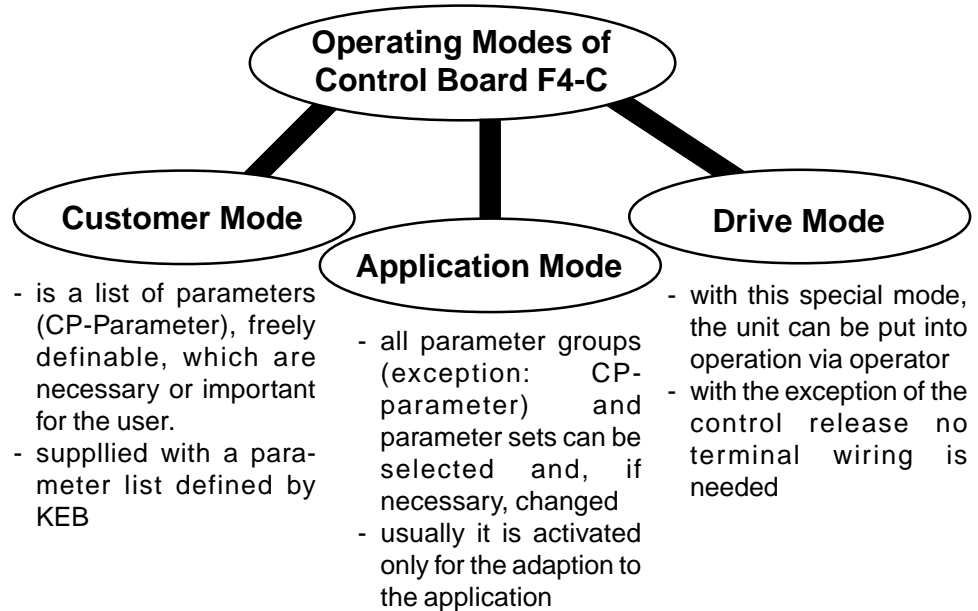 Operating Modes of
Control Board F4-C
Customer Mode
- is a list of parameters
(CP-Parameter), freely
definable, which are
necessary or important
for the user.
- suppllied with a para-
meter list defined by
KEB
Application Mode
- all parameter groups
(exception: CP-
parameter) and
parameter sets can be
selected and, if
necessary, changed
- usually it is activated
only for the adaption to
the application
Drive Mode
- with this special mode,
the unit can be put into
operation via operator
- with the exception of the
control release no
terminal wiring is
needed